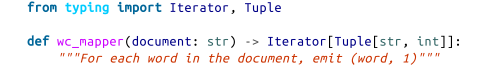 from typing import Iterator, Tuple
def wc_mapper(document: str) -> Iterator[Tuple[str, int]]:
    """For each word in the document, emit (word, 1)"""